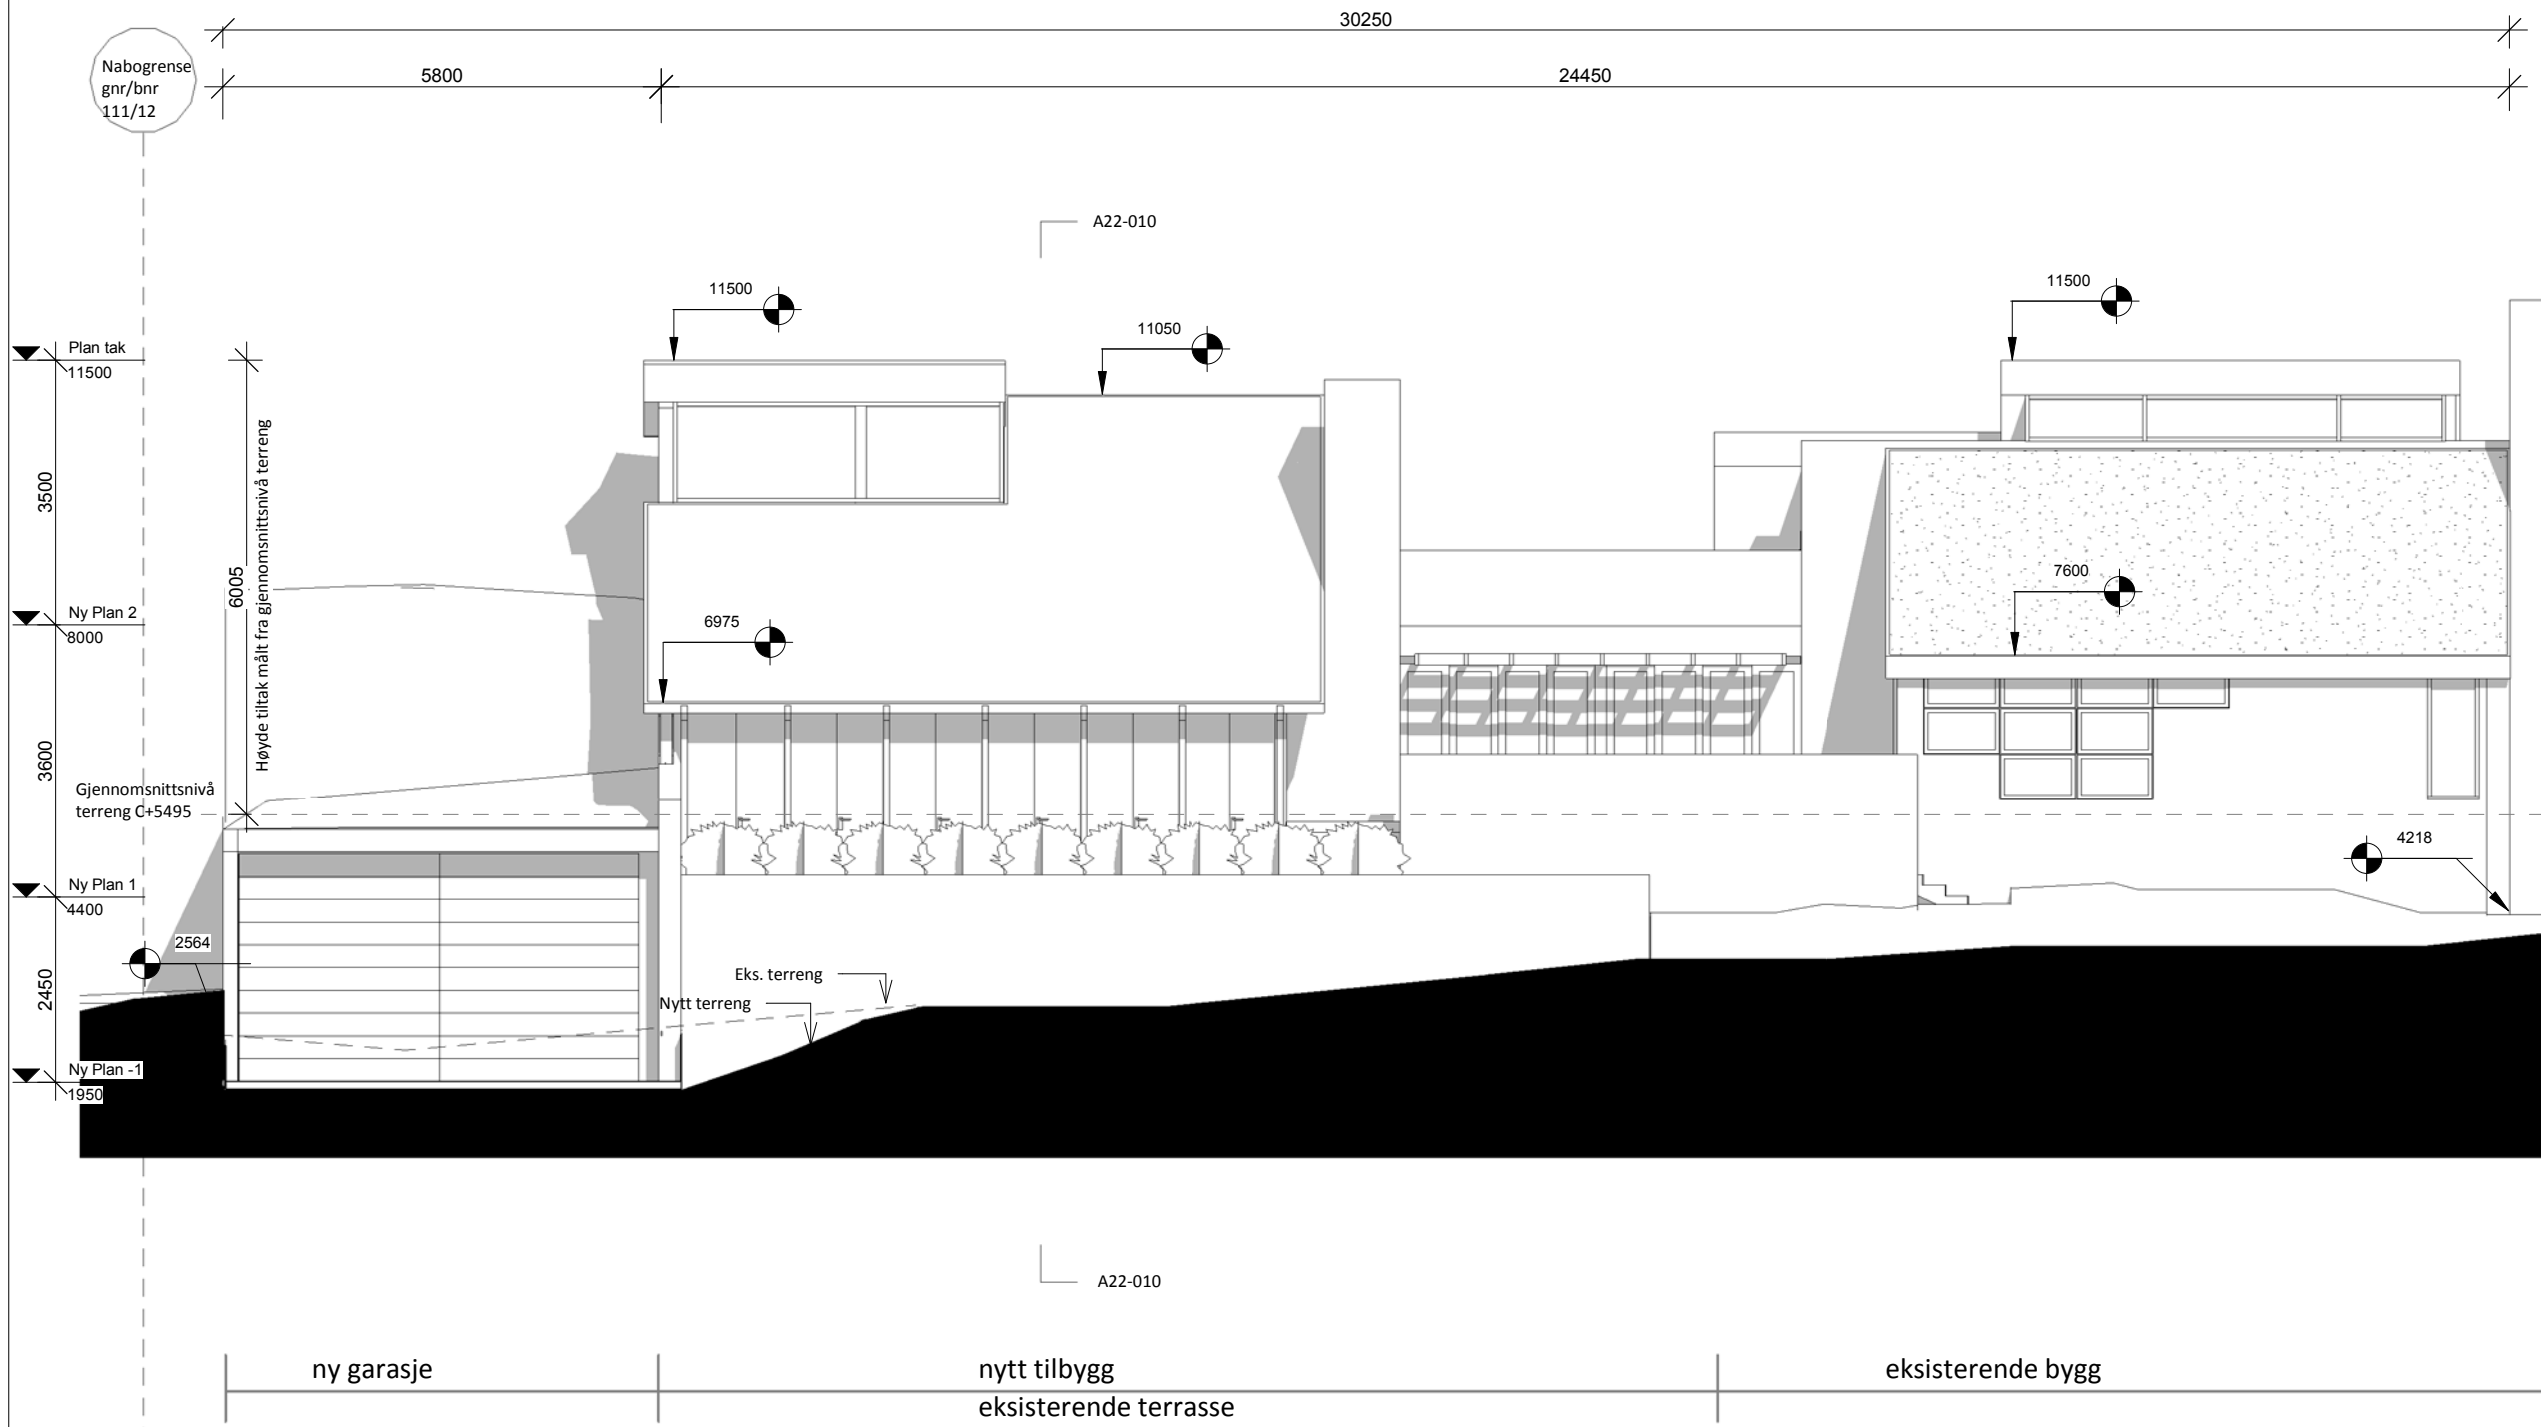 30250
5800
24450
Nabogrense
gnr/bnr
111/12
A22-010
11500
11050
11500
Plan tak
11500
3500
Høyde tiltak målt fra gjennomsnittsnivå terreng
6005
7600
Ny Plan 2
8000
6975
3600
Gjennomsnittsnivå
terreng C+5495
4218
Ny Plan 1
4400
2564
2450
Eks. terreng
Nytt terreng
Ny Plan -1
1950
A22-010
ny garasje
nytt tilbygg
eksisterende bygg
eksisterende terrasse